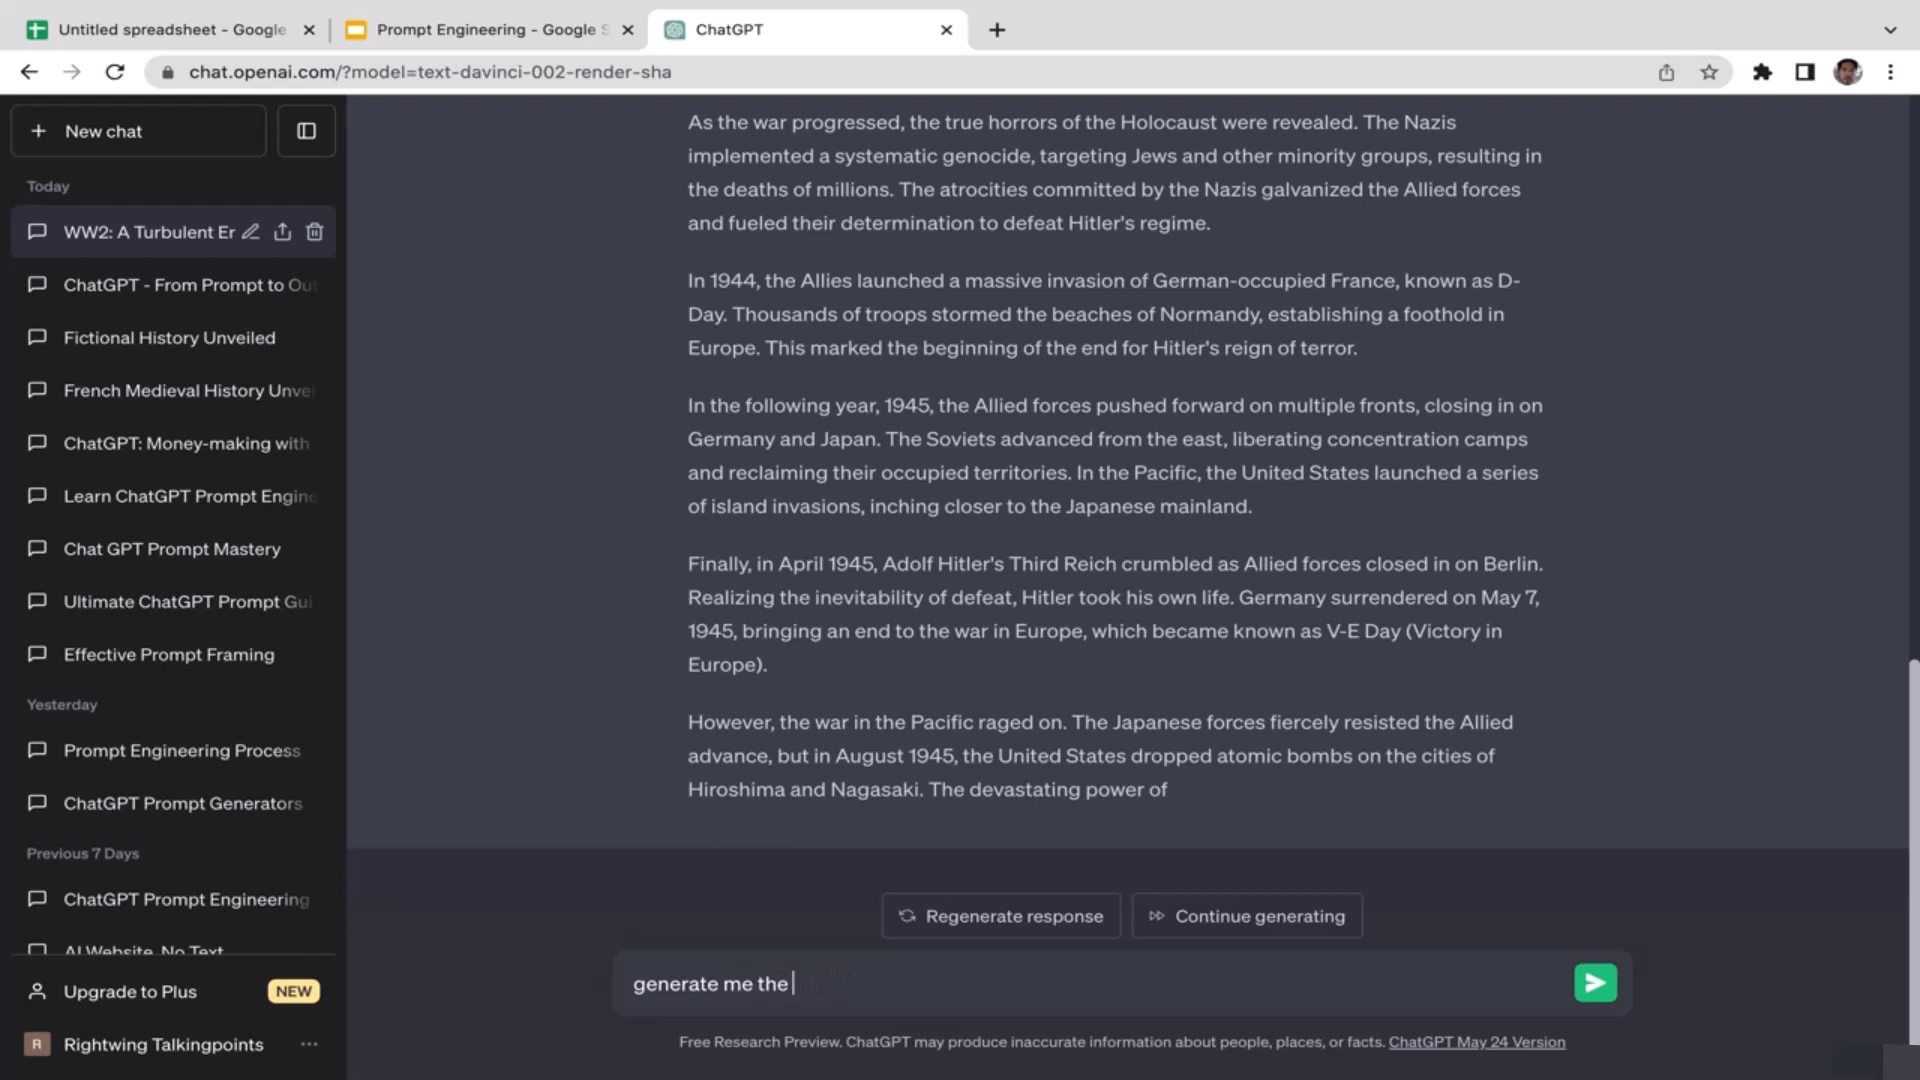 Untitled spreadsheet - Google
Prompt Engineering - Google S
ChatGPT
chat.openai.com/?model=text-davinci-002-render-sha
New chat
Today
WW2: A Turbulent Er
ChatGPT - From Prompt to Out
Fictional History Unveiled
French Medieval History Unvei
ChatGPT: Money-making with
Learn ChatGPT Prompt Engine
Chat GPT Prompt Mastery
Ultimate ChatGPT Prompt Gui
Effective Prompt Framing
Yesterday
Prompt Engineering Process
ChatGPT Prompt Generators
Previous 7 Days
ChatGPT Prompt Engineering
AI Website, No Text
Upgrade to Plus
NEW
R
Rightwing Talkingpoints
As the war progressed, the true horrors of the Holocaust were revealed. The Nazis
implemented a systematic genocide, targeting Jews and other minority groups, resulting in
the deaths of millions. The atrocities committed by the Nazis galvanized the Allied forces
and fueled their determination to defeat Hitler's regime.
In 1944, the Allies launched a massive invasion of German-occupied France, known as D-
Day. Thousands of troops stormed the beaches of Normandy, establishing a foothold in
Europe. This marked the beginning of the end for Hitler's reign of terror.
In the following year, 1945, the Allied forces pushed forward on multiple fronts, closing in on
Germany and Japan. The Soviets advanced from the east, liberating concentration camps
and reclaiming their occupied territories. In the Pacific, the United States launched a series
of island invasions, inching closer to the Japanese mainland.
Finally, in April 1945, Adolf Hitler's Third Reich crumbled as Allied forces closed in on Berlin.
Realizing the inevitability of defeat, Hitler took his own life. Germany surrendered on May 7,
1945, bringing an end to the war in Europe, which became known as V-E Day (Victory in
Europe).
However, the war in the Pacific raged on. The Japanese forces fiercely resisted the Allied
advance, but in August 1945, the United States dropped atomic bombs on the cities of
Hiroshima and Nagasaki. The devastating power of
Regenerate response
Continue generating
generate me the
Free Research Preview. ChatGPT may produce inaccurate information about people, places, or facts. ChatGPT May 24 Version